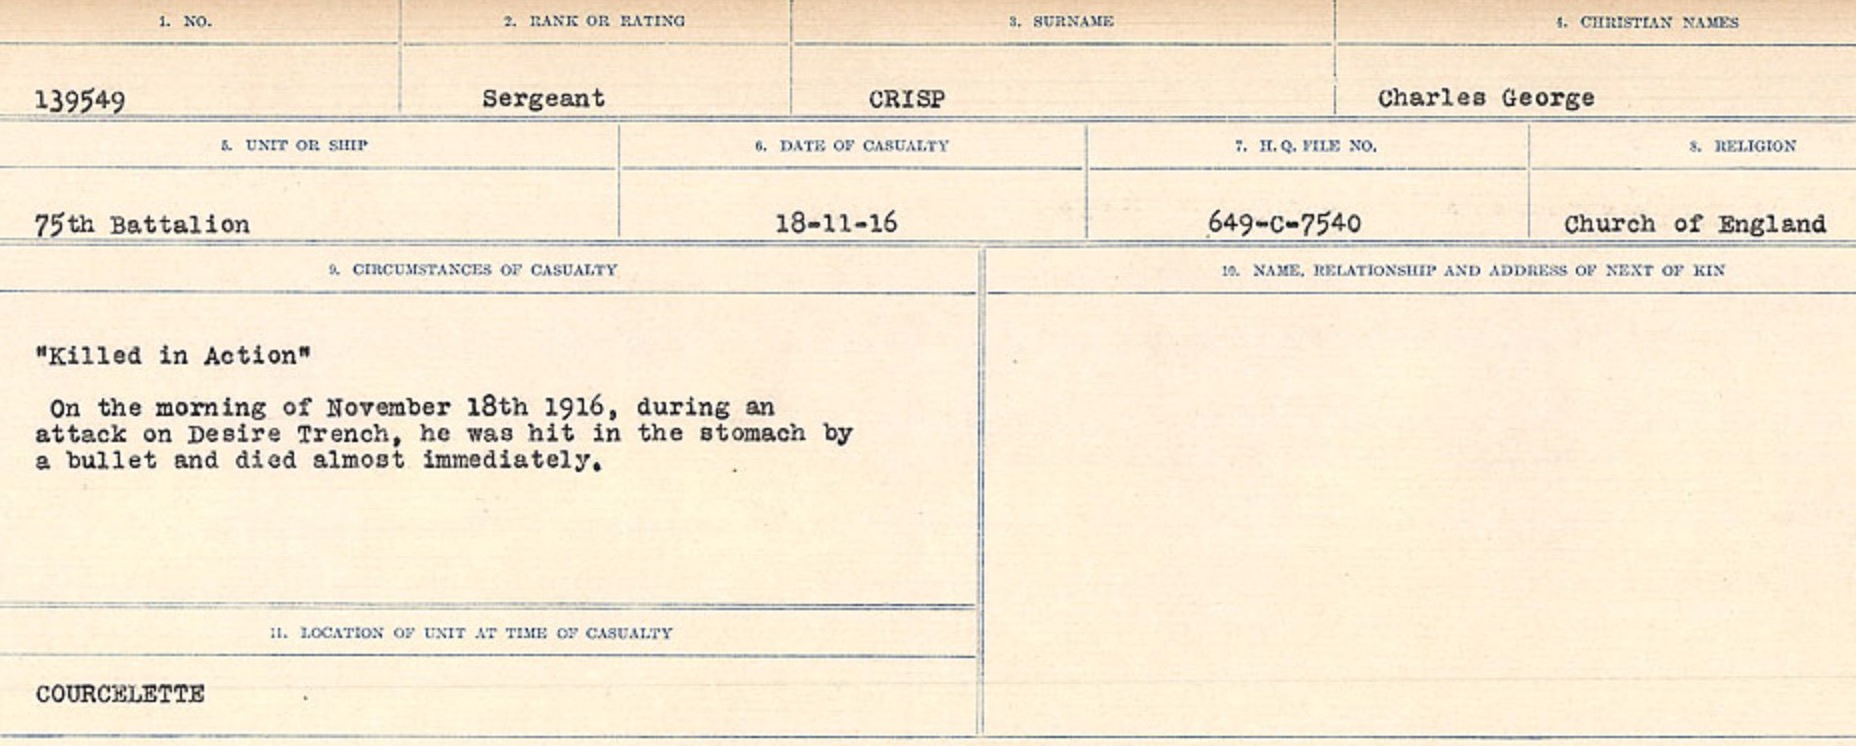 1. NO. 2. RANK OR RATING 3. SURNAME 4. CHRISTIAN NAMES
139549 Sergeant CRISP Charles George
5. UNIT OR SHIP 6. DATE OF CASUALTY 7. H.Q. FILE NO. 8. RELIGION
75th Battalion 18-11-16 649-C-7540 Church of England
9. CIRCUMSTANCES OF CASUALTY
"Killed in Action"
On the morning of November 18th 1916, during an
attack on Desire Trench, he was hit in the stomach by
a bullet and died almost immediately.
10. NAME, RELATIONSHIP AND ADDRESS OF NEXT OF KIN
11. LOCATION OF UNIT AT TIME OF CASUALTY
COURCELETTE